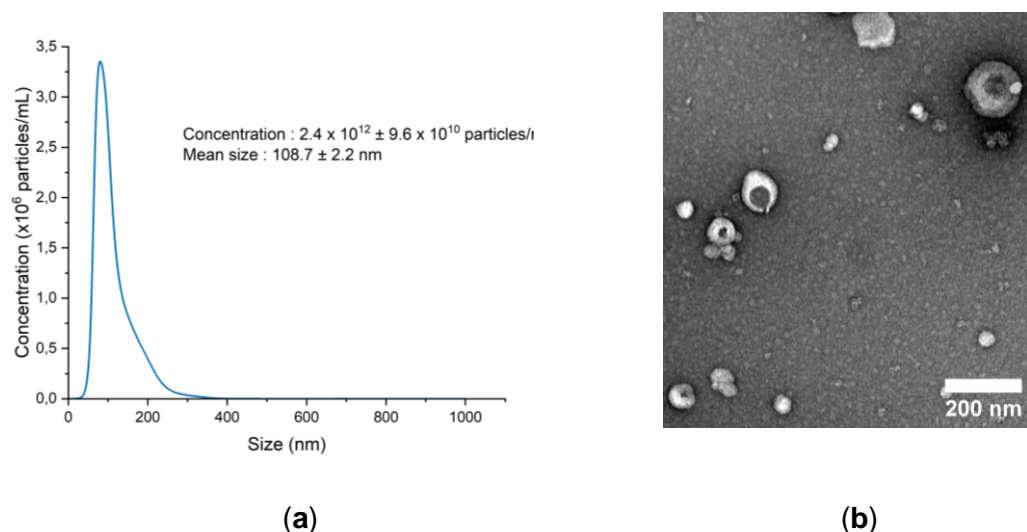 3,5
3,0
2,5
2,0
1,5
1,0
0,5
0,0
0 200 400 600 800 1000
Concentration (x10⁶ particles/mL)
Size (nm)
Concentration : 2.4 x 10¹² ± 9.6 x 10¹⁰ particles/
Mean size : 108.7 ± 2.2 nm
200 nm
(a) (b)